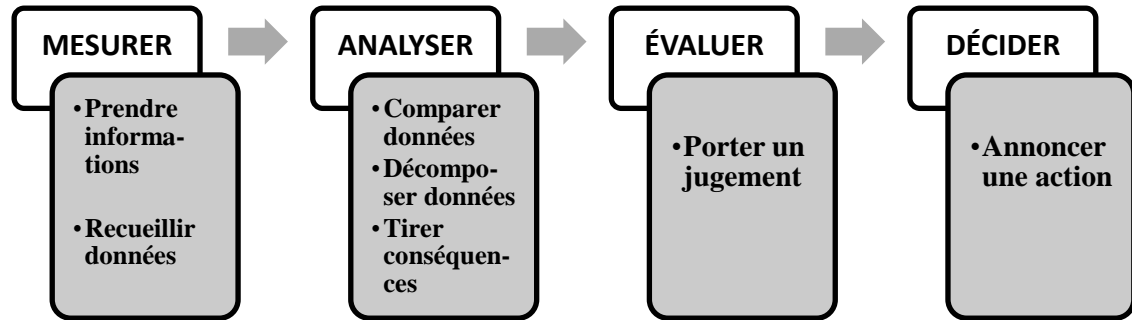 MESURER
•Prendre
informa-
tions
•Recueillir
données
ANALYSER
•Comparer
données
•Décompo-
ser données
•Tirer
conséquen-
ces
ÉVALUER
•Porter un
jugement
DÉCIDER
•Annoncer
une action